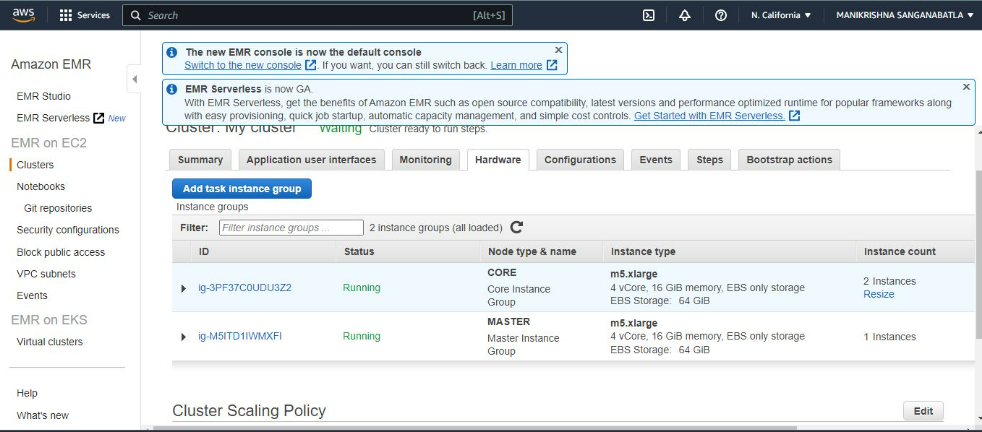 aws
Services
Search
[Alt+S]
N. California
MANIKRISHNA SANGANABATLA
Amazon EMR
EMR Studio
EMR Serverless New
EMR on EC2
Clusters
Notebooks
Git repositories
Security configurations
Block public access
VPC subnets
Events
EMR on EKS
Virtual clusters
Help
What's new
The new EMR console is now the default console
Switch to the new console . If you want, you can still switch back. Learn more
EMR Serverless is now GA.
With EMR Serverless, get the benefits of Amazon EMR such as open source compatibility, latest versions and performance optimized runtime for popular frameworks along
with easy provisioning, quick job startup, automatic capacity management, and simple cost controls. Get Started with EMR Serverless.
Cluster: My cluster Waiting Cluster ready to run steps.
Summary
Application user interfaces
Monitoring
Hardware
Configurations
Events
Steps
Bootstrap actions
Add task instance group
Instance groups
Filter: Filter instance groups ... 2 instance groups (all loaded)
ID Status Node type & name Instance type Instance count
ig-3PF37C0UDU3Z2 Running
CORE
Core Instance
Group
m5.xlarge
4 vCore, 16 GiB memory, EBS only storage
EBS Storage: 64 GiB
2 Instances
Resize
ig-M5ITD1IWMXFI Running
MASTER
Master Instance
Group
m5.xlarge
4 vCore, 16 GiB memory, EBS only storage
EBS Storage: 64 GiB
1 Instances
Cluster Scaling Policy
Edit